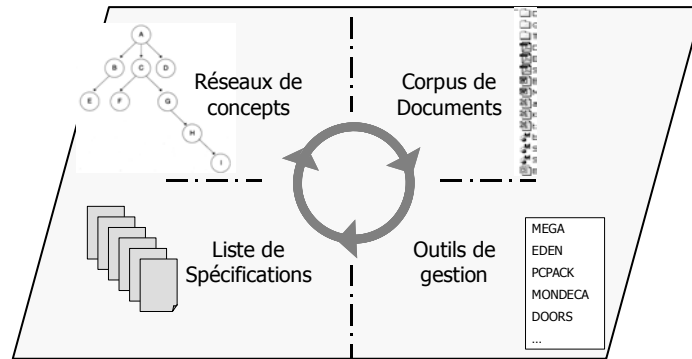 A
B
C
D
E
F
G
H
I
Réseaux de
concepts
Corpus de
Documents
Liste de
Spécifications
Outils de
gestion
MEGA
EDEN
PCPACK
MONDECA
DOORS
...